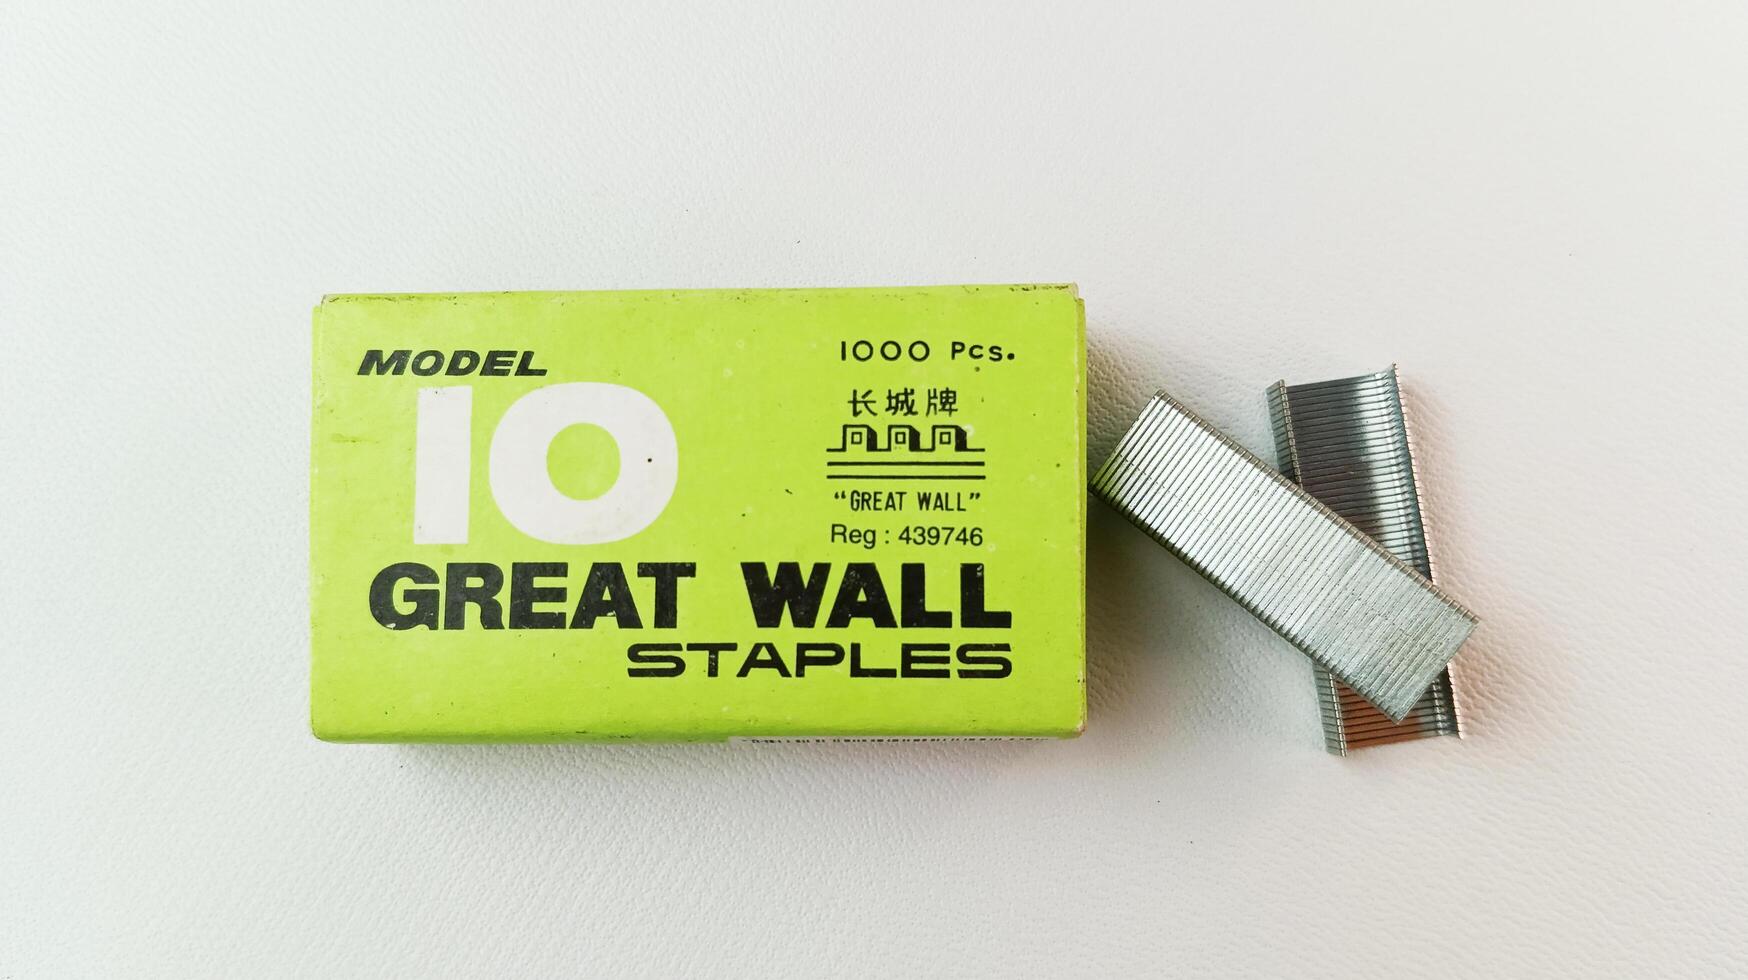 MODEL
10
1000 Pcs.
长城牌
“GREAT WALL”
Reg : 439746
GREAT WALL
STAPLES